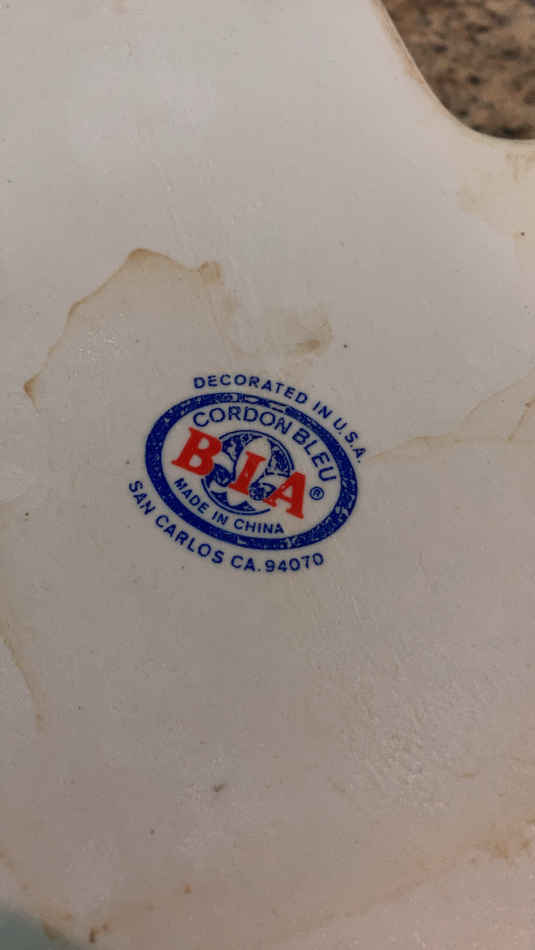 DECORATED IN U.S.A.
CORDON BLEU
BIA ®
MADE IN CHINA
SAN CARLOS CA. 94070